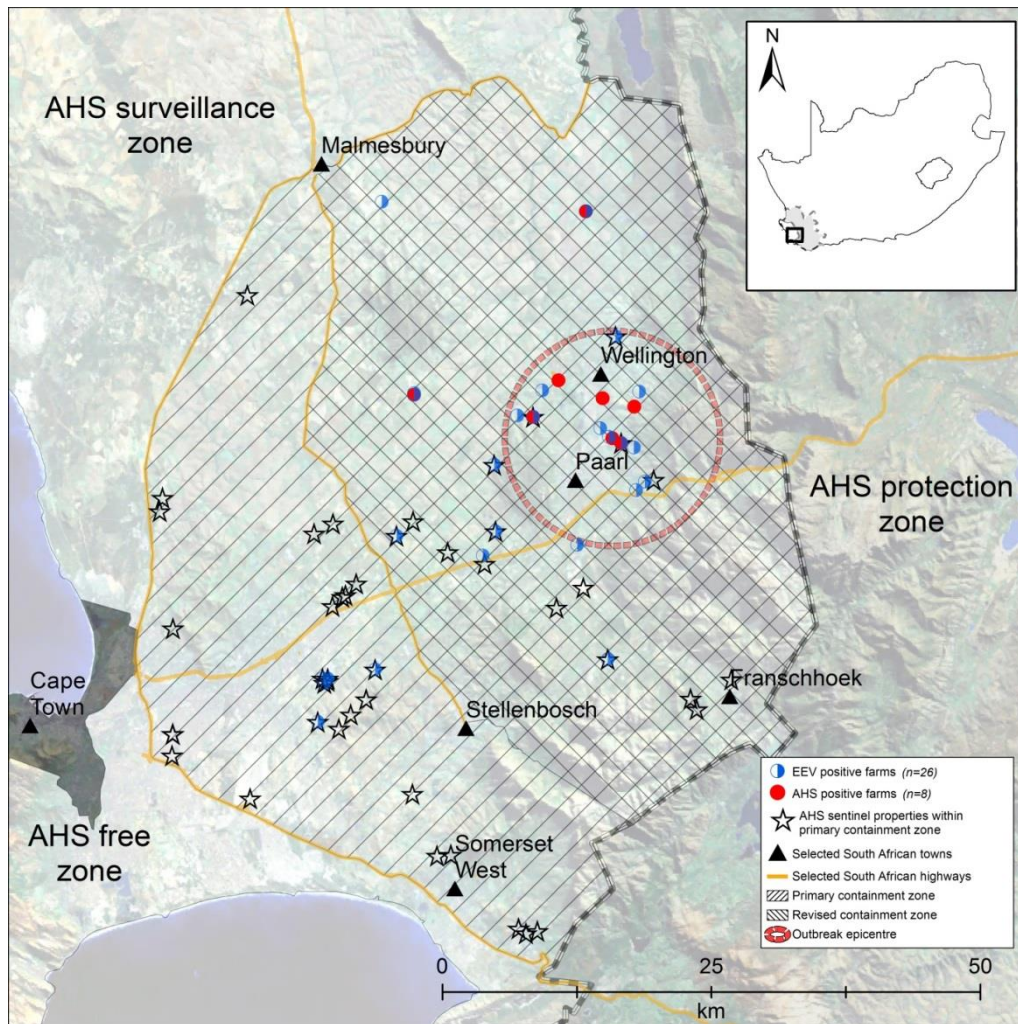 N
AHS surveillance
zone
Malmesbury
Wellington
Paarl
AHS protection
zone
Cape
Town
Franschhoek
Stellenbosch
AHS free
zone
Somerset
West
EEV positive farms (n=26)
AHS positive farms (n=8)
AHS sentinel properties within
primary containment zone
Selected South African towns
Selected South African highways
Primary containment zone
Revised containment zone
Outbreak epicentre
0 25 50
km